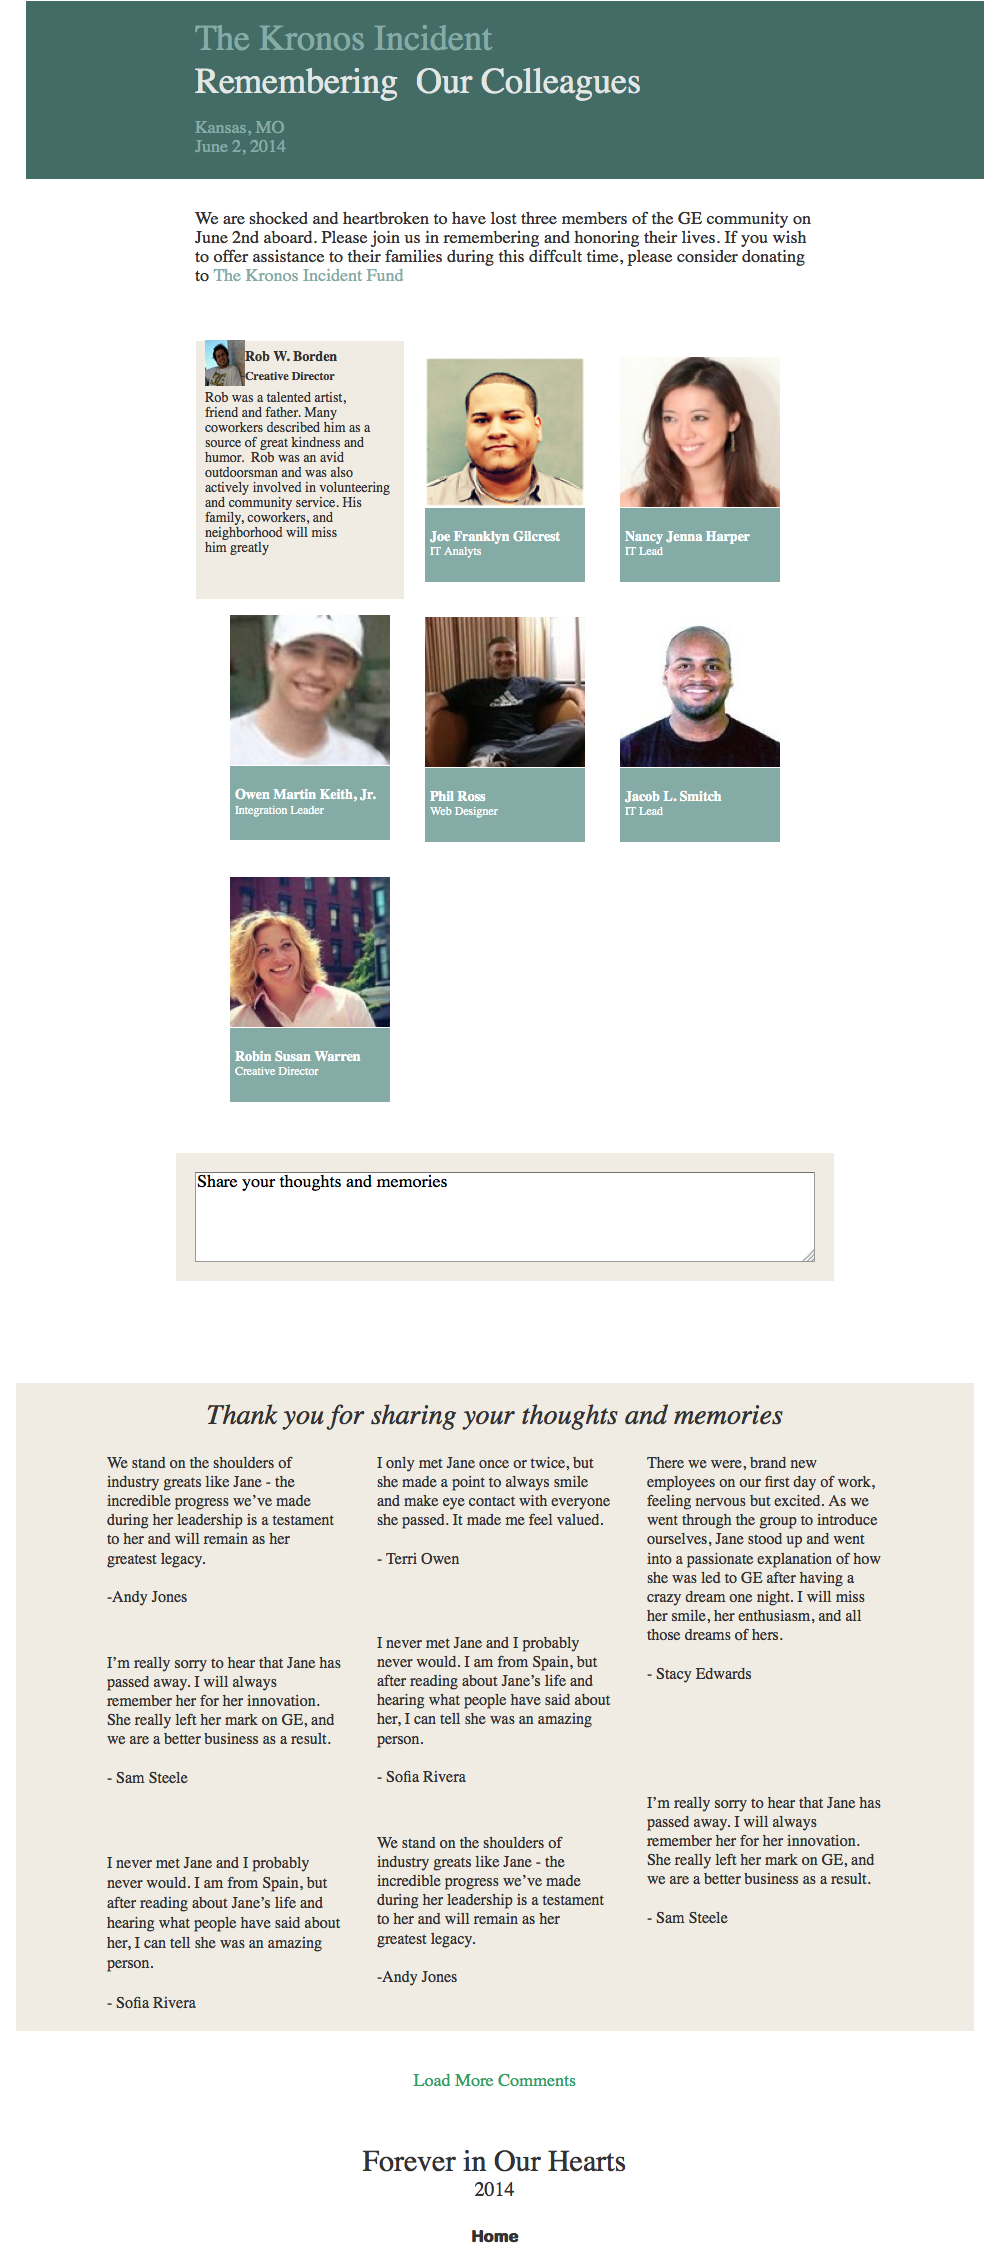 The Kronos Incident
Remembering  Our Colleagues
Kansas, MO
June 2, 2014
We are shocked and heartbroken to have lost three members of the GE community on
June 2nd aboard. Please join us in remembering and honoring their lives. If you wish
to offer assistance to their families during this diffcult time, please consider donating
to The Kronos Incident Fund
Rob W. Borden
Creative Director
Rob was a talented artist,
friend and father. Many
coworkers described him as a
source of great kindness and
humor.  Rob was an avid
outdoorsman and was also
actively involved in volunteering
and community service. His
family, coworkers, and
neighborhood will miss
him greatly
Joe Franklyn Gilcrest
IT Analyts
Nancy Jenna Harper
IT Lead
Owen Martin Keith, Jr.
Integration Leader
Phil Ross
Web Designer
Jacob L. Smitch
IT Lead
Robin Susan Warren
Creative Director
Share your thoughts and memories
Thank you for sharing your thoughts and memories
We stand on the shoulders of
industry greats like Jane - the
incredible progress we've made
during her leadership is a testament
to her and will remain as her
greatest legacy.
-Andy Jones
I'm really sorry to hear that Jane has
passed away. I will always
remember her for her innovation.
She really left her mark on GE, and
we are a better business as a result.
- Sam Steele
I never met Jane and I probably
never would. I am from Spain, but
after reading about Jane's life and
hearing what people have said about
her, I can tell she was an amazing
person.
- Sofia Rivera
I only met Jane once or twice, but
she made a point to always smile
and make eye contact with everyone
she passed. It made me feel valued.
- Terri Owen
I never met Jane and I probably
never would. I am from Spain, but
after reading about Jane's life and
hearing what people have said about
her, I can tell she was an amazing
person.
- Sofia Rivera
We stand on the shoulders of
industry greats like Jane - the
incredible progress we've made
during her leadership is a testament
to her and will remain as her
greatest legacy.
-Andy Jones
There we were, brand new
employees on our first day of work,
feeling nervous but excited. As we
went through the group to introduce
ourselves, Jane stood up and went
into a passionate explanation of how
she was led to GE after having a
crazy dream one night. I will miss
her smile, her enthusiasm, and all
those dreams of hers.
- Stacy Edwards
I'm really sorry to hear that Jane has
passed away. I will always
remember her for her innovation.
She really left her mark on GE, and
we are a better business as a result.
- Sam Steele
Load More Comments
Forever in Our Hearts
2014
Home